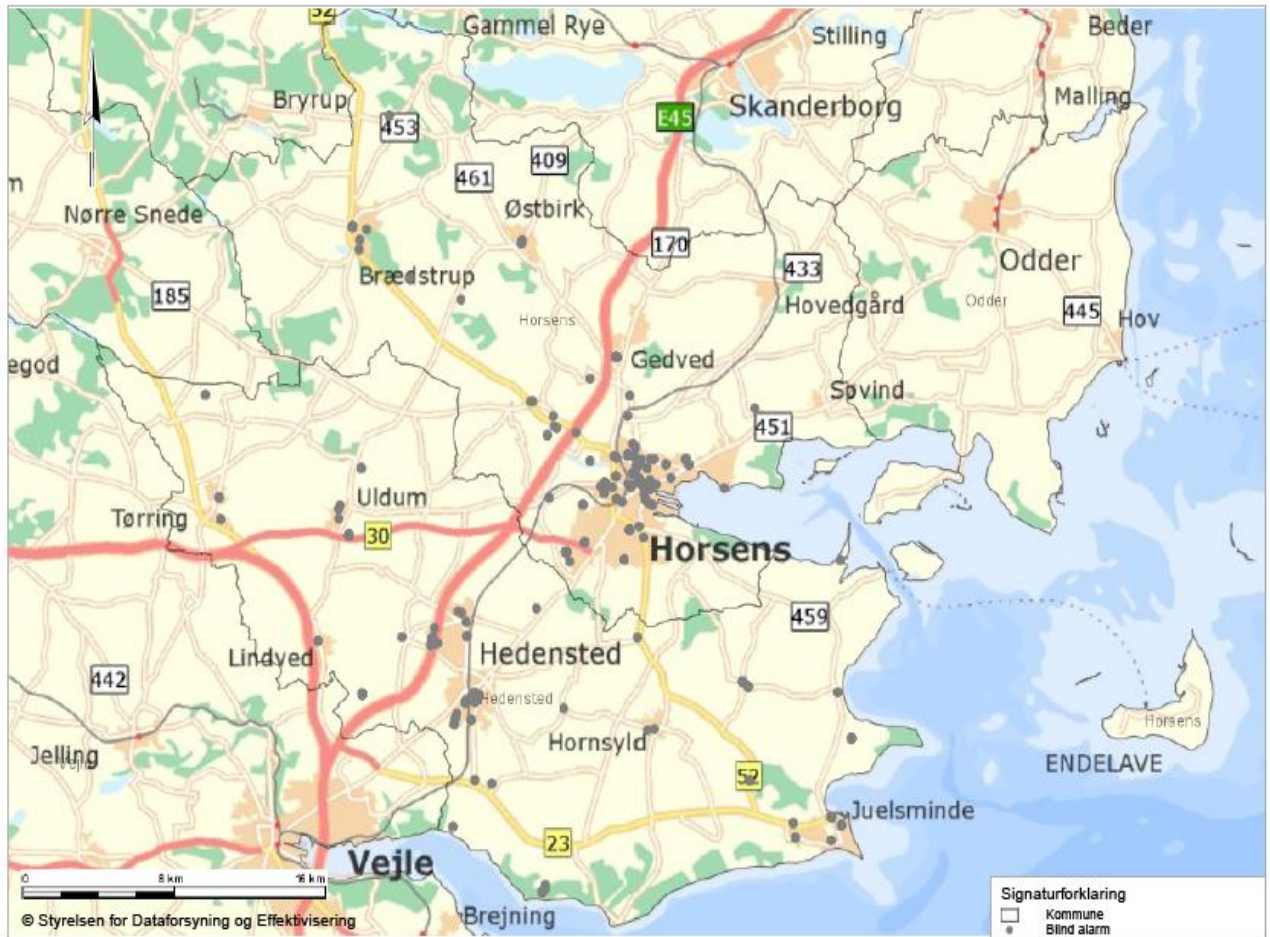 52
Gammel Rye
Stilling
Beder
Bryrup
453
E45
Skanderborg
Malling
409
461
Nørre Snede
Østbirk
170
433
Odder
Brædstrup
185
Hovedgård
Odder
445
Hov
Horsens
egod
Gedved
Søvind
451
Uldum
Tørring
30
Horsens
459
Lindved
Hedensted
442
Hedensted
Horsens
Jelling
Vejle
Hornsyld
ENDELAVE
52
Juelsminde
23
Vejle
0 8 km 16 km
Signaturforklaring
Kommune
Blind alarm
© Styrelsen for Dataforsyning og Effektivisering
Brejning